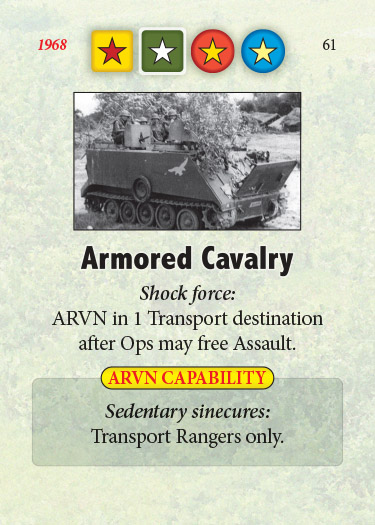 1968
61
Armored Cavalry
Shock force:
ARVN in 1 Transport destination
after Ops may free Assault.
ARVN CAPABILITY
Sedentary sinecures:
Transport Rangers only.